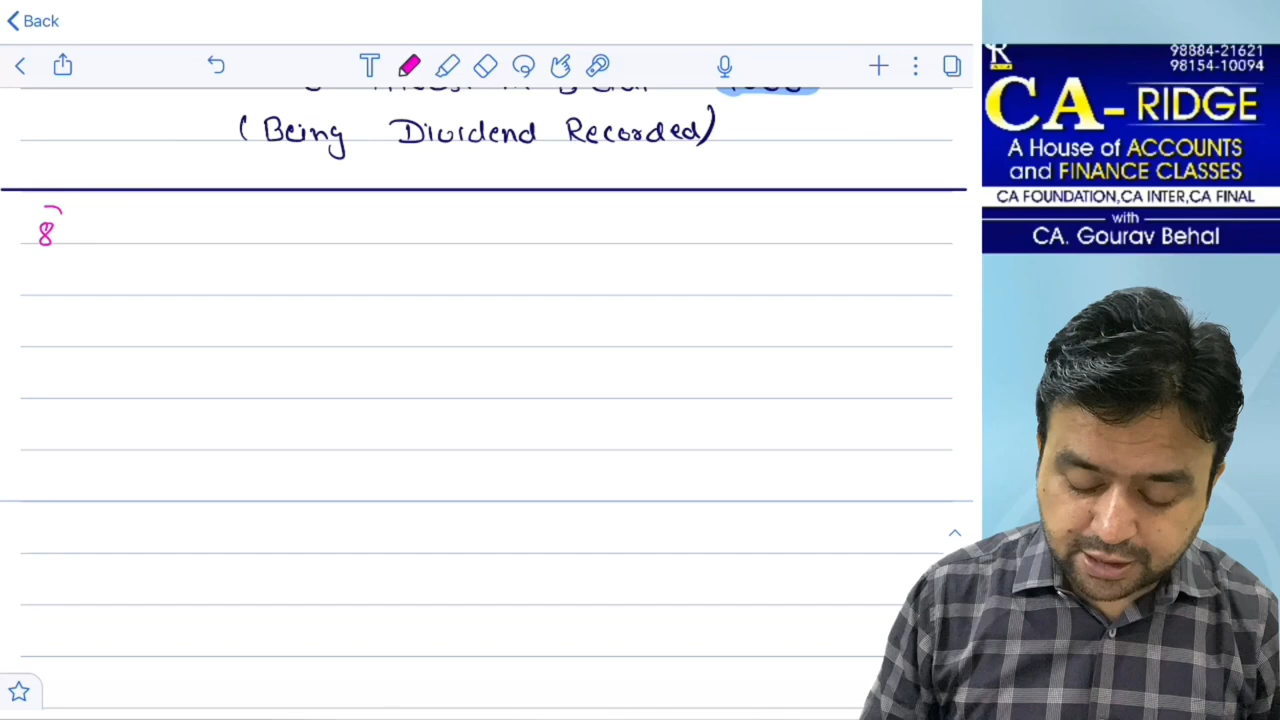 Back
(Being Dividend Recorded)
8
98884-21621
98154-10094
CA- RIDGE
A House of ACCOUNTS
and FINANCE CLASSES
CA FOUNDATION,CA INTER,CA FINAL
with
CA. Gourav Behal